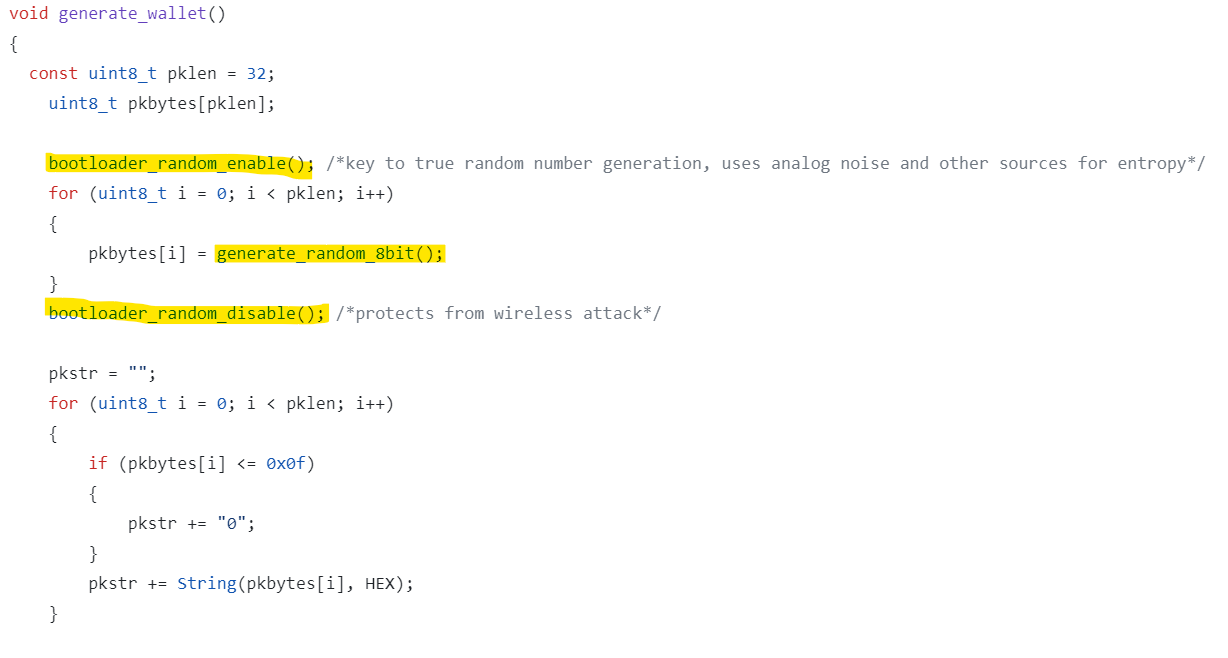 void generate_wallet()
{
  const uint8_t pklen = 32;
    uint8_t pkbytes[pklen];

    bootloader_random_enable(); /*key to true random number generation, uses analog noise and other sources for entropy*/
    for (uint8_t i = 0; i < pklen; i++)
    {
        pkbytes[i] = generate_random_8bit();
    }
    bootloader_random_disable(); /*protects from wireless attack*/

    pkstr = "";
    for (uint8_t i = 0; i < pklen; i++)
    {
        if (pkbytes[i] <= 0x0f)
        {
            pkstr += "0";
        }
        pkstr += String(pkbytes[i], HEX);
    }